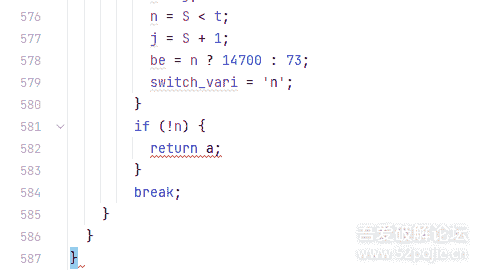 576 n = S < t;
577 j = S + 1;
578 be = n ? 14700 : 73;
579 switch_vari = 'n';
580 }
581 if (!n) {
582 return a;
583 }
584 break;
585 }
586 }
587 }
吾爱破解论坛
www.52pojie.cn